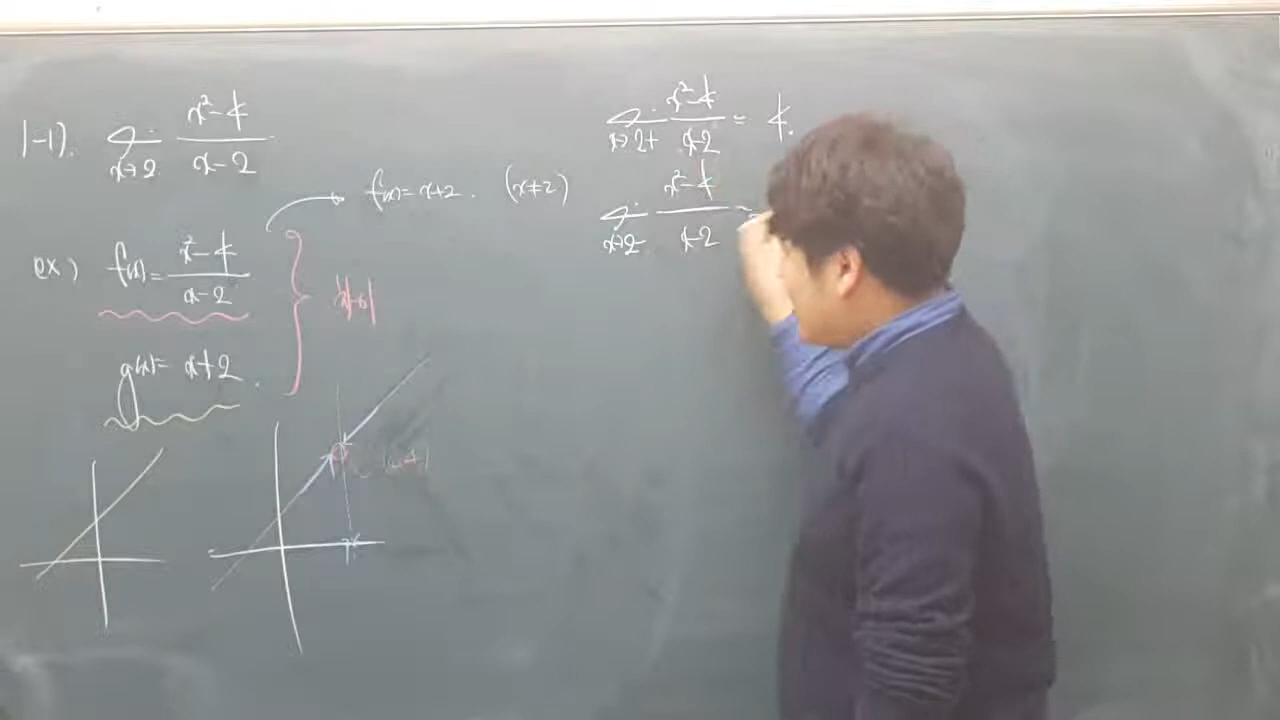 1-1). lim x→2 x²-4 / x-2
ex) f(x)= x²-4 / x-2
f(x)=x+2. (x≠2)
g(x)= x+2.
lim x→2+ x²-4 / x-2 = 4.
lim x→2- x²-4 / x-2 =